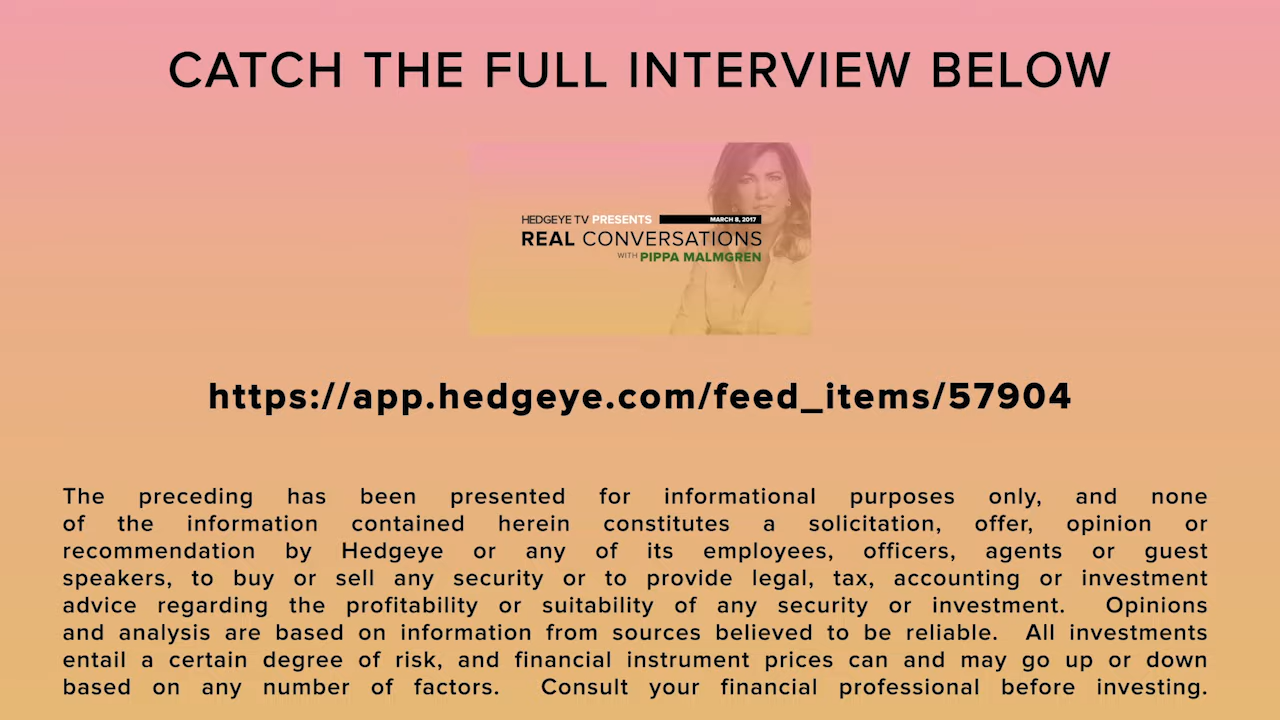 CATCH THE FULL INTERVIEW BELOW
HEDGEYE TV PRESENTS MARCH 8, 2017
REAL CONVERSATIONS
WITH PIPPA MALMGREN
https://app.hedgeye.com/feed_items/57904
The preceding has been presented for informational purposes only, and none
of the information contained herein constitutes a solicitation, offer, opinion or
recommendation by Hedgeye or any of its employees, officers, agents or guest
speakers, to buy or sell any security or to provide legal, tax, accounting or investment
advice regarding the profitability or suitability of any security or investment. Opinions
and analysis are based on information from sources believed to be reliable. All investments
entail a certain degree of risk, and financial instrument prices can and may go up or down
based on any number of factors. Consult your financial professional before investing.